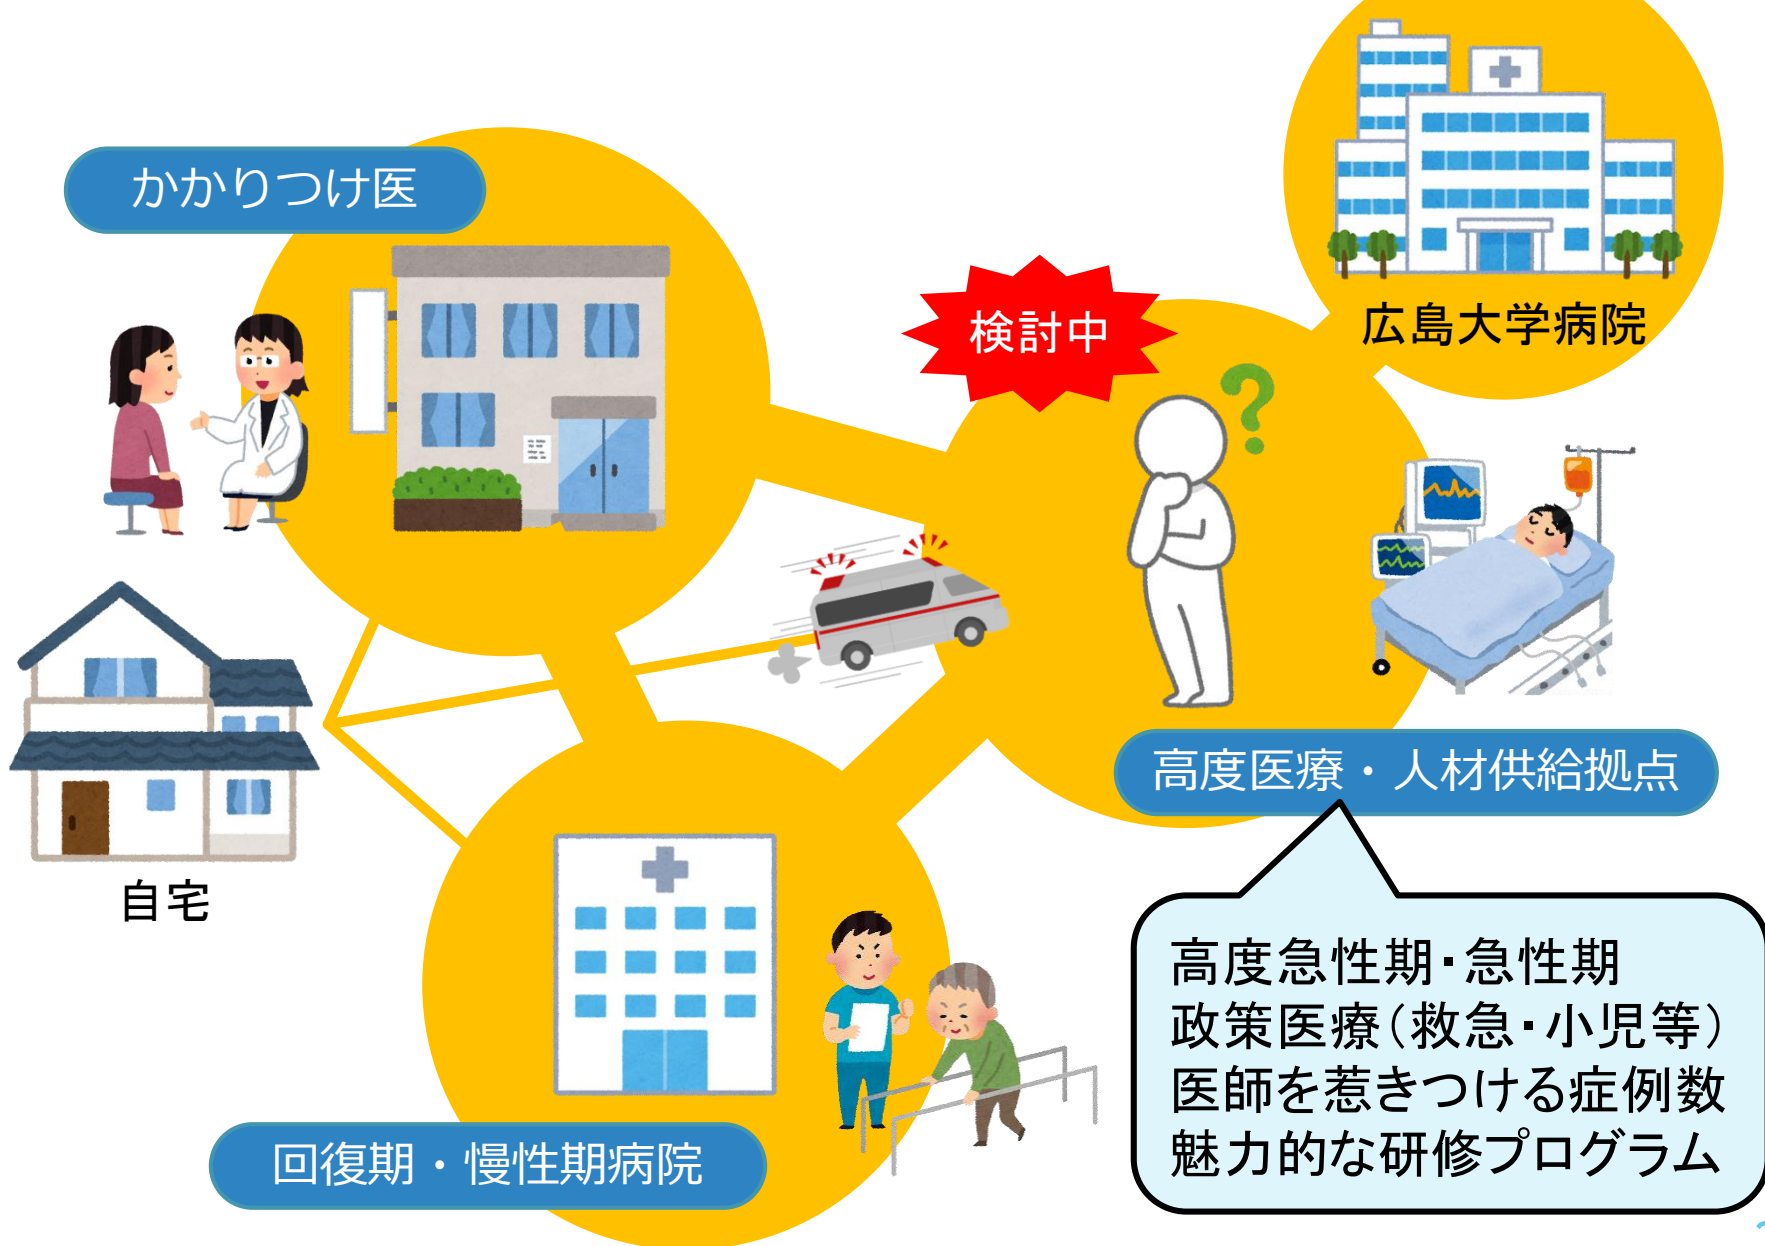 かかりつけ医
検討中
広島大学病院
自宅
高度医療・人材供給拠点
高度急性期・急性期
政策医療（救急・小児等）
医師を惹きつける症例数
魅力的な研修プログラム
回復期・慢性期病院